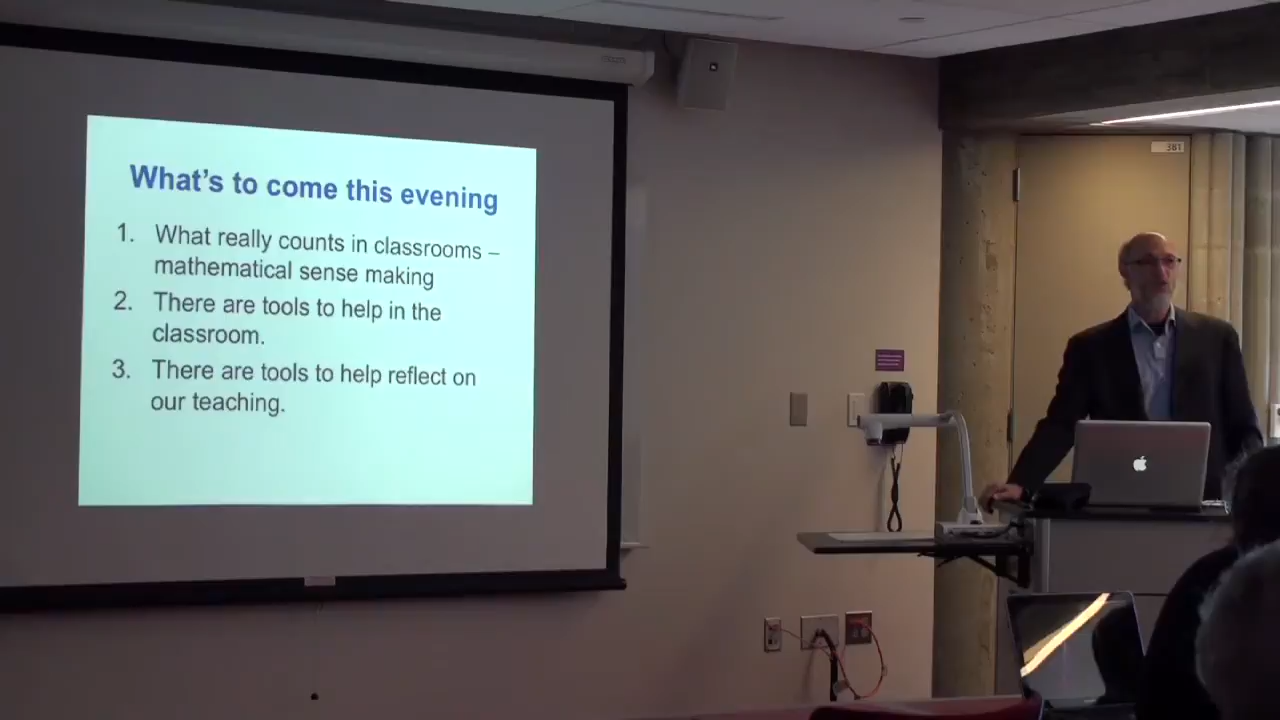 What's to come this evening
1. What really counts in classrooms –
mathematical sense making
2. There are tools to help in the
classroom.
3. There are tools to help reflect on
our teaching.
381